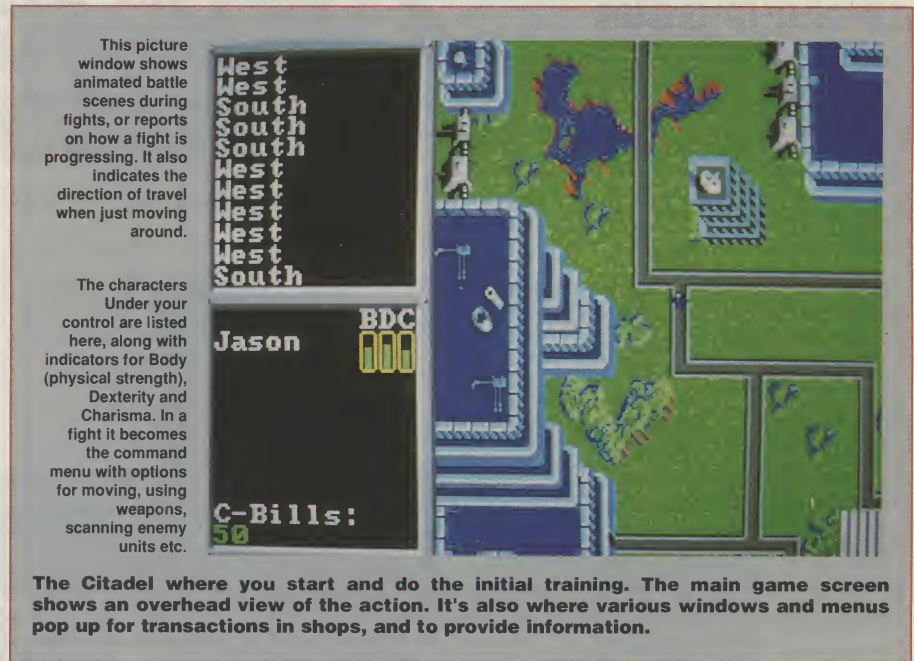 This picture
window shows
animated battle
scenes during
fights, or reports
on how a fight is
progressing. It also
indicates the
direction of travel
when just moving
around.
The characters
Under your
control are listed
here, along with
indicators for Body
(physical strength),
Dexterity and
Charisma. In a
fight it becomes
the command
menu with options
for moving, using
weapons,
scanning enemy
units etc.
West
West
South
South
South
West
West
West
West
West
South
BDC
Jason
C-Bills:
50
The Citadel where you start and do the initial training. The main game screen
shows an overhead view of the action. It's also where various windows and menus
pop up for transactions in shops, and to provide information.